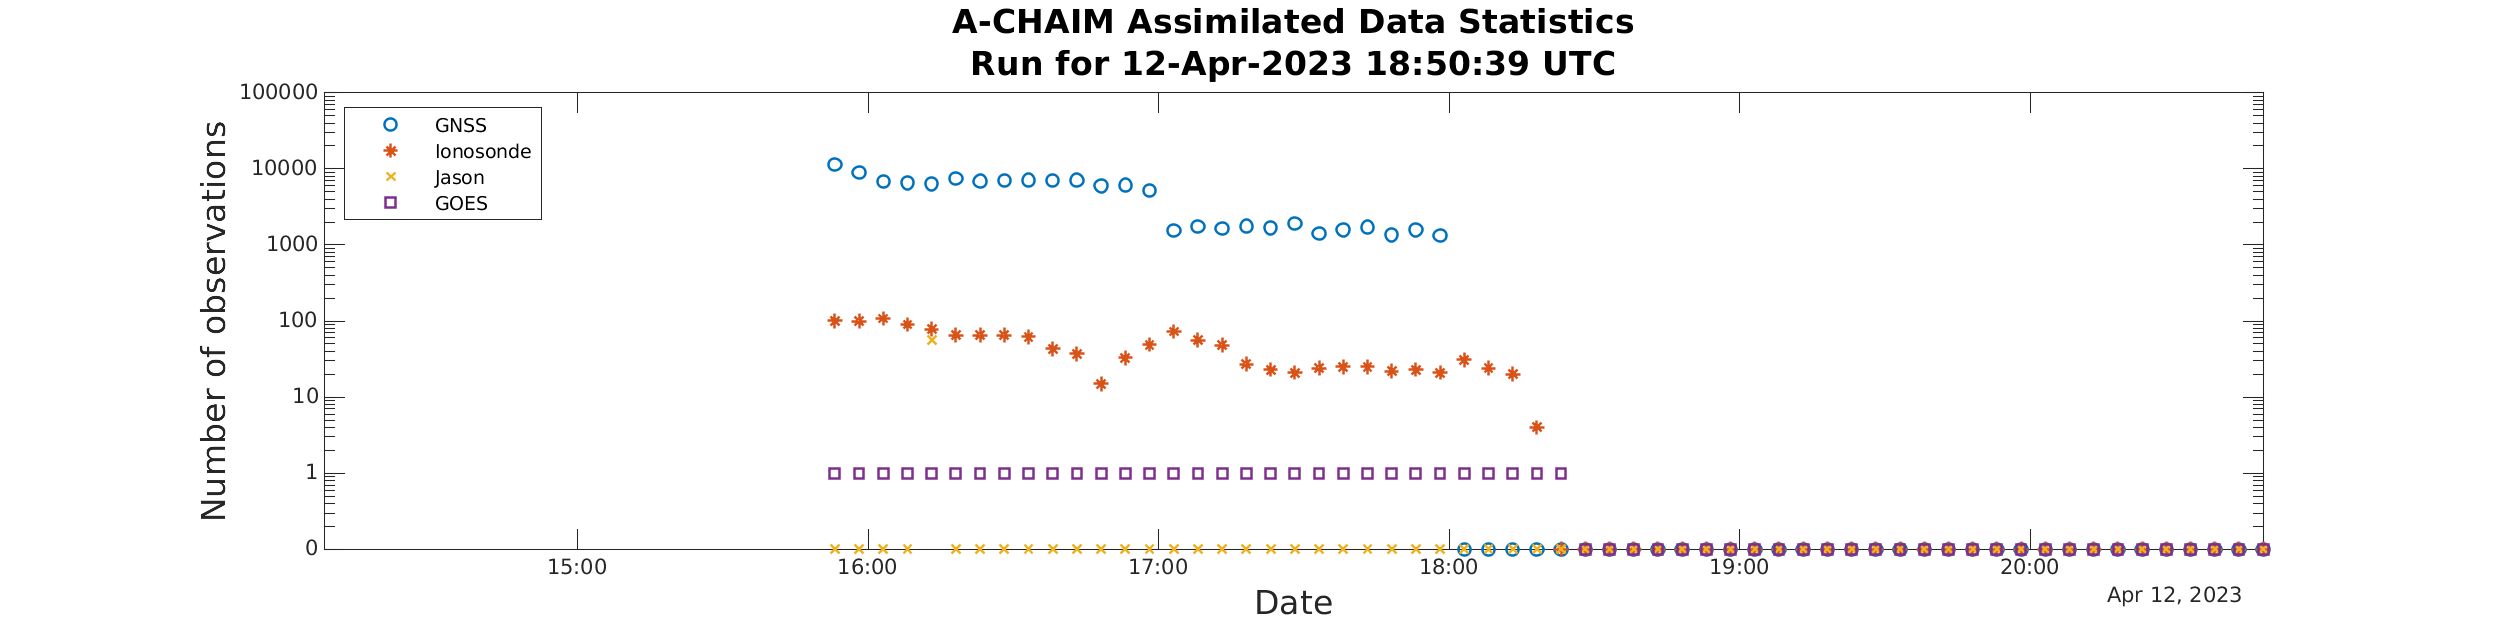 A-CHAIM Assimilated Data Statistics
Run for 12-Apr-2023 18:50:39 UTC
Number of observations
100000
10000
1000
100
10
1
0
GNSS
Ionosonde
Jason
GOES
15:00 16:00 17:00 18:00 19:00 20:00
Date
Apr 12, 2023